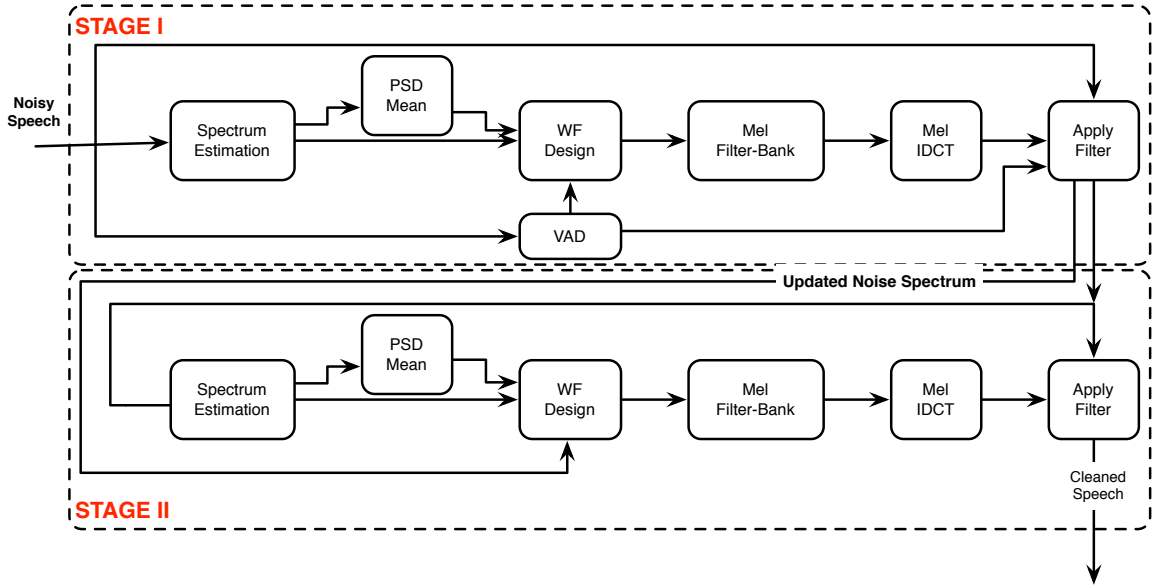 STAGE I
Noisy
Speech
Spectrum
Estimation
PSD
Mean
WF
Design
Mel
Filter-Bank
Mel
IDCT
Apply
Filter
VAD
Updated Noise Spectrum
Spectrum
Estimation
PSD
Mean
WF
Design
Mel
Filter-Bank
Mel
IDCT
Apply
Filter
Cleaned
Speech
STAGE II